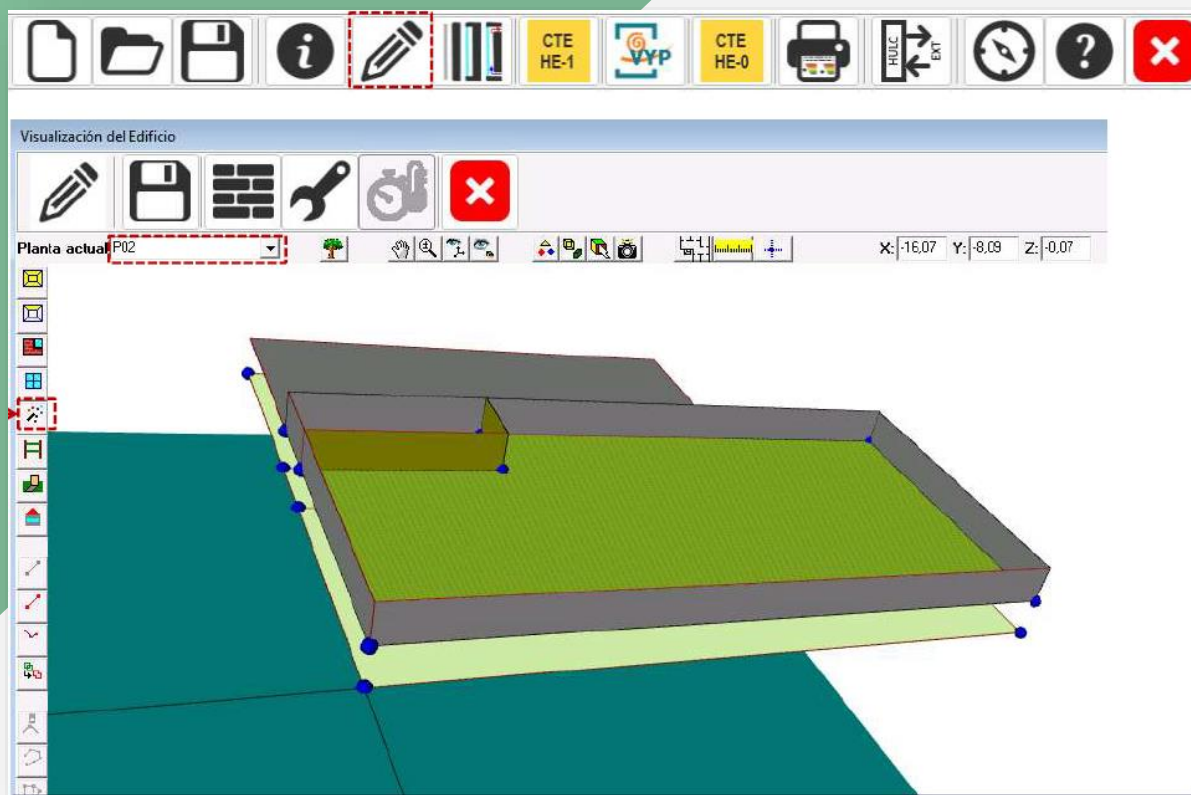 CTE
HE-1
VYP
CTE
HE-0
HULC
EXT
Visualización del Edificio
Planta actual P02 X: -16,07 Y: -8,09 Z: -0,07